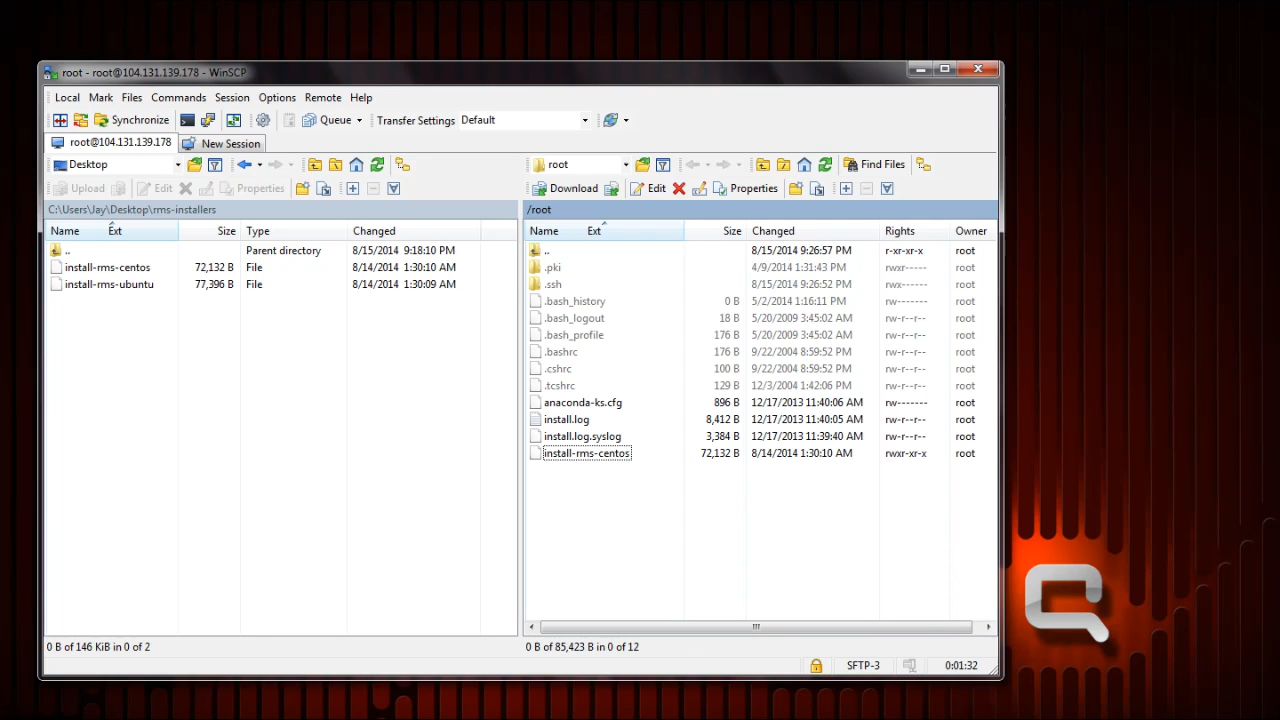 root - root@104.131.139.178 - WinSCP
Local Mark Files Commands Session Options Remote Help
Synchronize Queue Transfer Settings Default
root@104.131.139.178 New Session
Desktop root Find Files
Upload Edit Properties Download Edit Properties
C:\Users\Jay\Desktop\rms-installers /root
Name Ext Size Type Changed Name Ext Size Changed Rights Owner
.. Parent directory 8/15/2014 9:18:10 PM .. 8/15/2014 9:26:57 PM r-xr-xr-x root
install-rms-centos 72,132 B File 8/14/2014 1:30:10 AM .pki 4/9/2014 1:31:43 PM rwxr----- root
install-rms-ubuntu 77,396 B File 8/14/2014 1:30:09 AM .ssh 8/15/2014 9:26:52 PM rwx------ root
.bash_history 0 B 5/2/2014 1:16:11 PM rw------- root
.bash_logout 18 B 5/20/2009 3:45:02 AM rw-r--r-- root
.bash_profile 176 B 5/20/2009 3:45:02 AM rw-r--r-- root
.bashrc 176 B 9/22/2004 8:59:52 PM rw-r--r-- root
.cshrc 100 B 9/22/2004 8:59:52 PM rw-r--r-- root
.tcshrc 129 B 12/3/2004 1:42:06 PM rw-r--r-- root
anaconda-ks.cfg 896 B 12/17/2013 11:40:06 AM rw------- root
install.log 8,412 B 12/17/2013 11:40:05 AM rw-r--r-- root
install.log.syslog 3,384 B 12/17/2013 11:39:40 AM rw-r--r-- root
install-rms-centos 72,132 B 8/14/2014 1:30:10 AM rwxr-xr-x root
0 B of 146 KiB in 0 of 2 0 B of 85,423 B in 0 of 12
SFTP-3 0:01:32